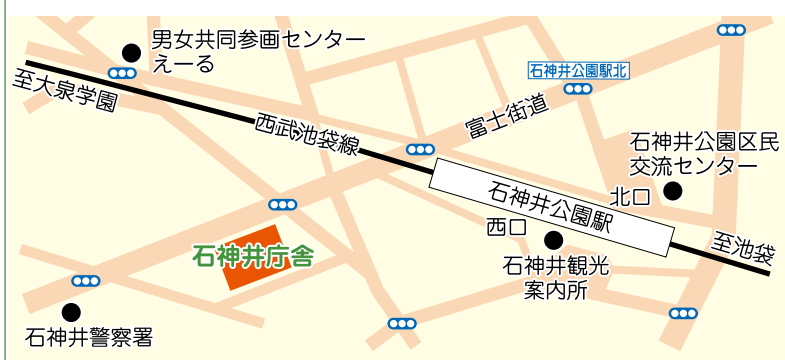 男女共同参画センター
えーる
至大泉学園
西武池袋線
富士街道
石神井公園駅北
石神井公園区民
交流センター
北口
石神井公園駅
西口
至池袋
石神井庁舎
石神井観光
案内所
石神井警察署